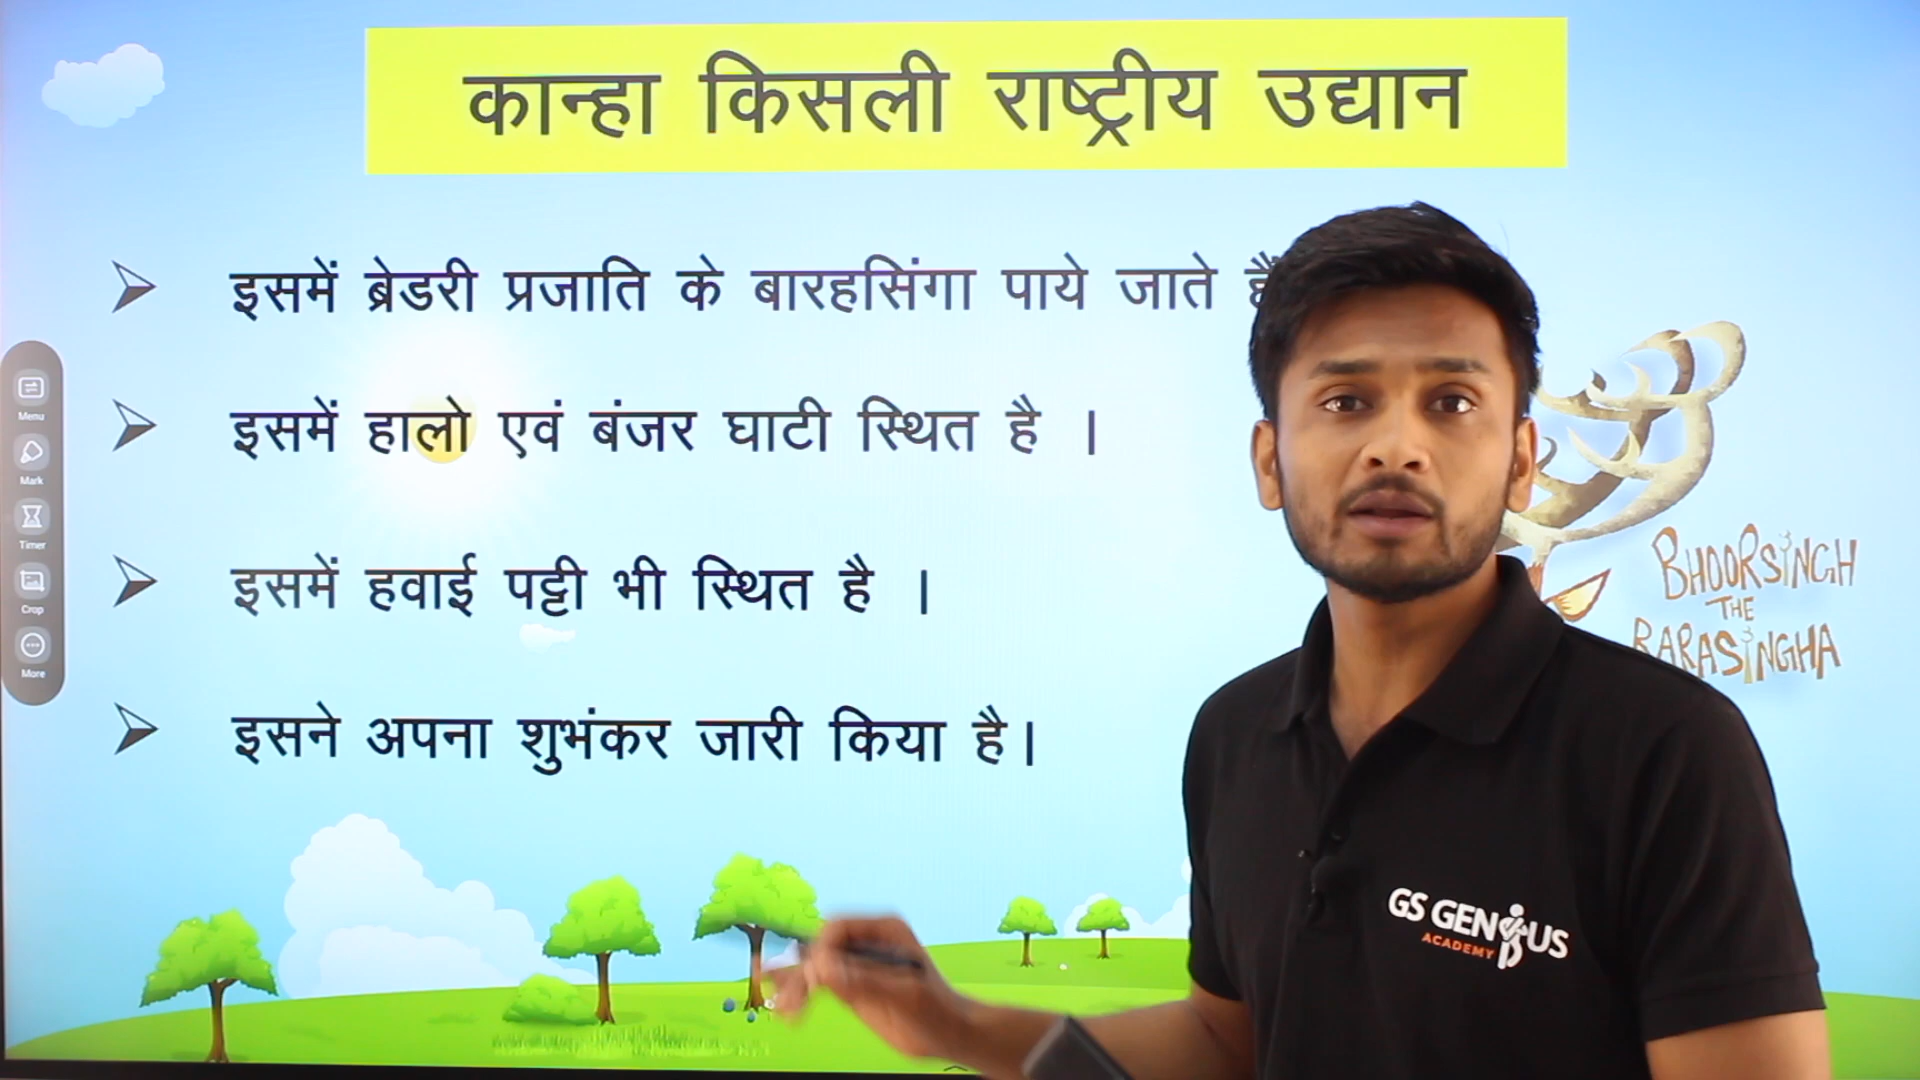 कान्हा किसली राष्ट्रीय उद्यान
इसमें ब्रेडरी प्रजाति के बारहसिंगा पाये जाते हैं
इसमें हालो एवं बंजर घाटी स्थित है ।
इसमें हवाई पट्टी भी स्थित है ।
इसने अपना शुभंकर जारी किया है।
Menu
Mark
Timer
Crop
More
BHOORSINGH
THE
BARASINGHA
GS GENIUS
ACADEMY